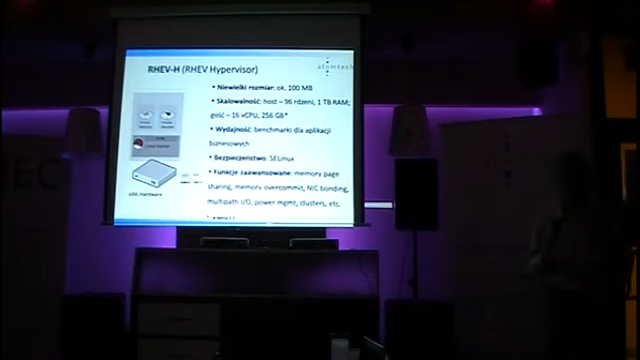 RHEV-H (RHEV Hypervisor)
atomtech
• Niewielki rozmiar: ok. 100 MB
• Skalowalność: host – 96 rdzeni, 1 TB RAM;
gość – 16 vCPU, 256 GB*
• Wydajność: benchmarki dla aplikacji
biznesowych
• Bezpieczeństwo: SELinux
• Funkcje zaawansowane: memory page
sharing, memory overcommit, NIC bonding,
multipath I/O, power mgmt, clusters, etc.
x86 Hardware